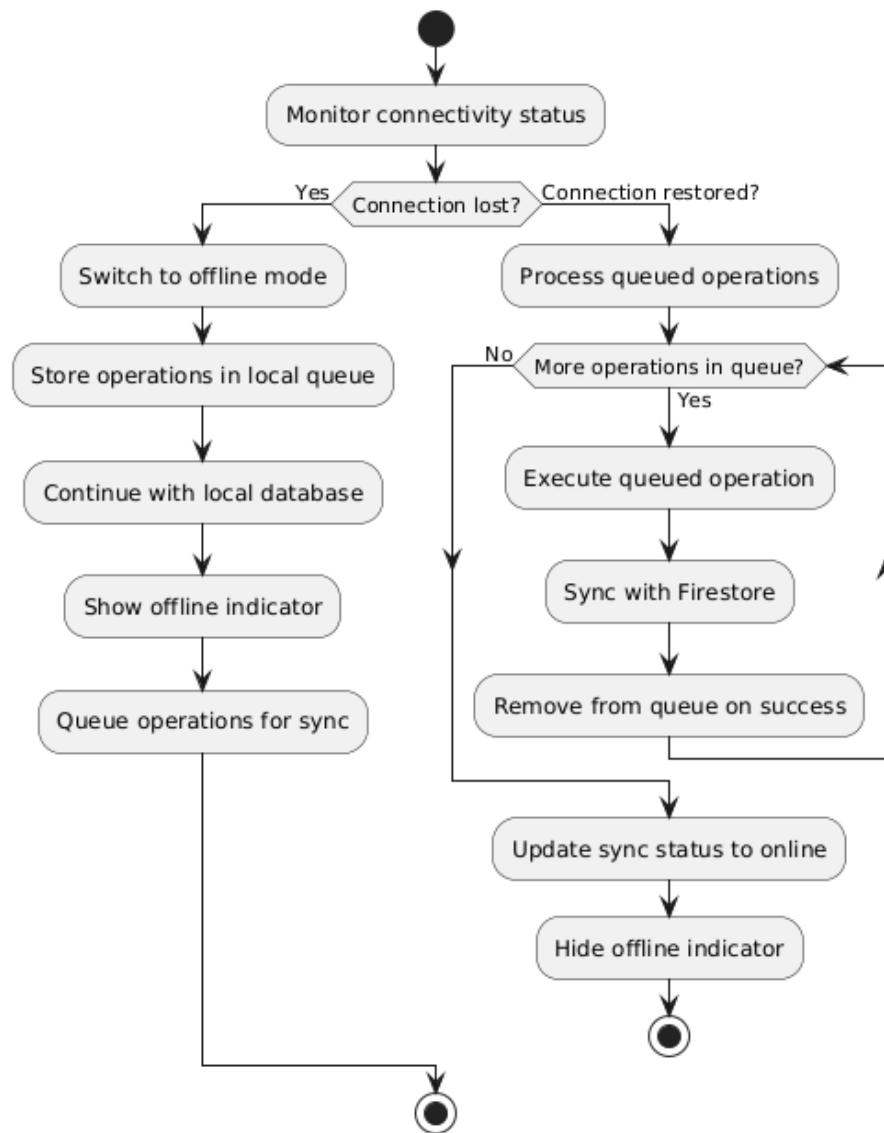 Monitor connectivity status
Yes
Connection lost?
Connection restored?
Switch to offline mode
Store operations in local queue
Continue with local database
Show offline indicator
Queue operations for sync
Process queued operations
No
More operations in queue?
Yes
Execute queued operation
Sync with Firestore
Remove from queue on success
Update sync status to online
Hide offline indicator